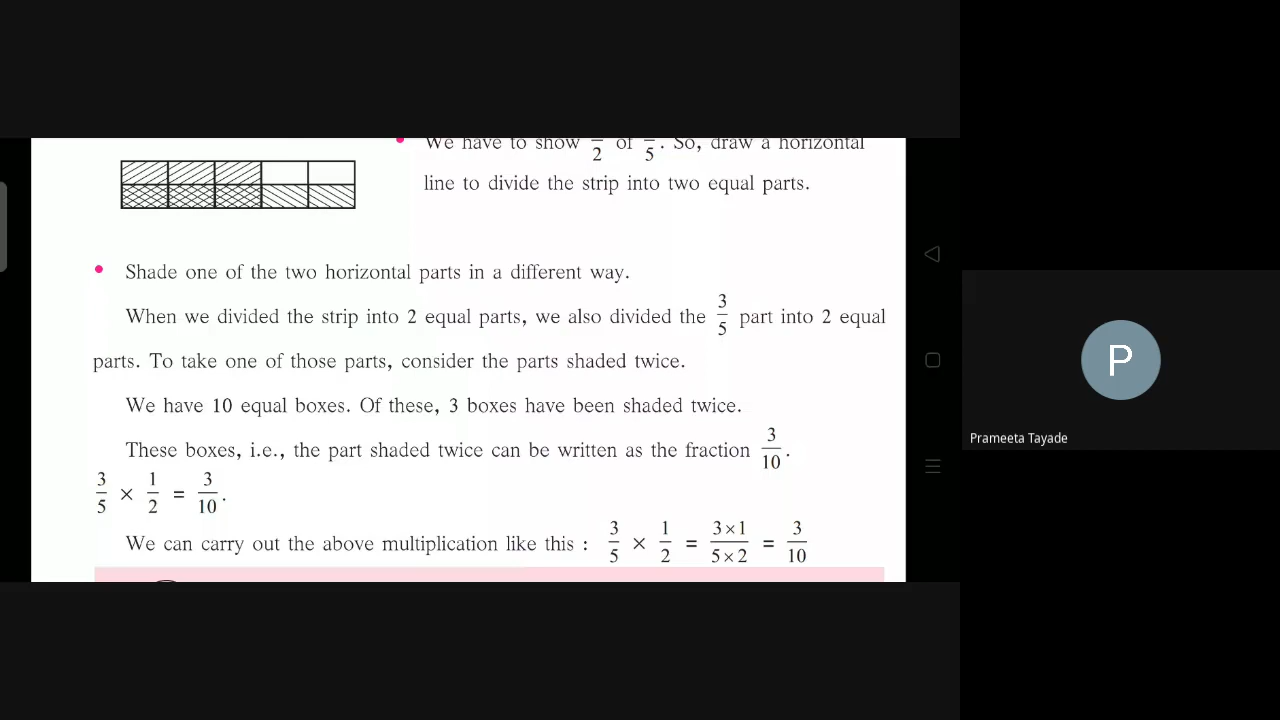 We have to show 1/2 of 3/5. So, draw a horizontal
line to divide the strip into two equal parts.
• Shade one of the two horizontal parts in a different way.
When we divided the strip into 2 equal parts, we also divided the 3/5 part into 2 equal
parts. To take one of those parts, consider the parts shaded twice.
We have 10 equal boxes. Of these, 3 boxes have been shaded twice.
These boxes, i.e., the part shaded twice can be written as the fraction 3/10.
3/5 × 1/2 = 3/10.
We can carry out the above multiplication like this : 3/5 × 1/2 = 3×1/5×2 = 3/10
P
Prameeta Tayade